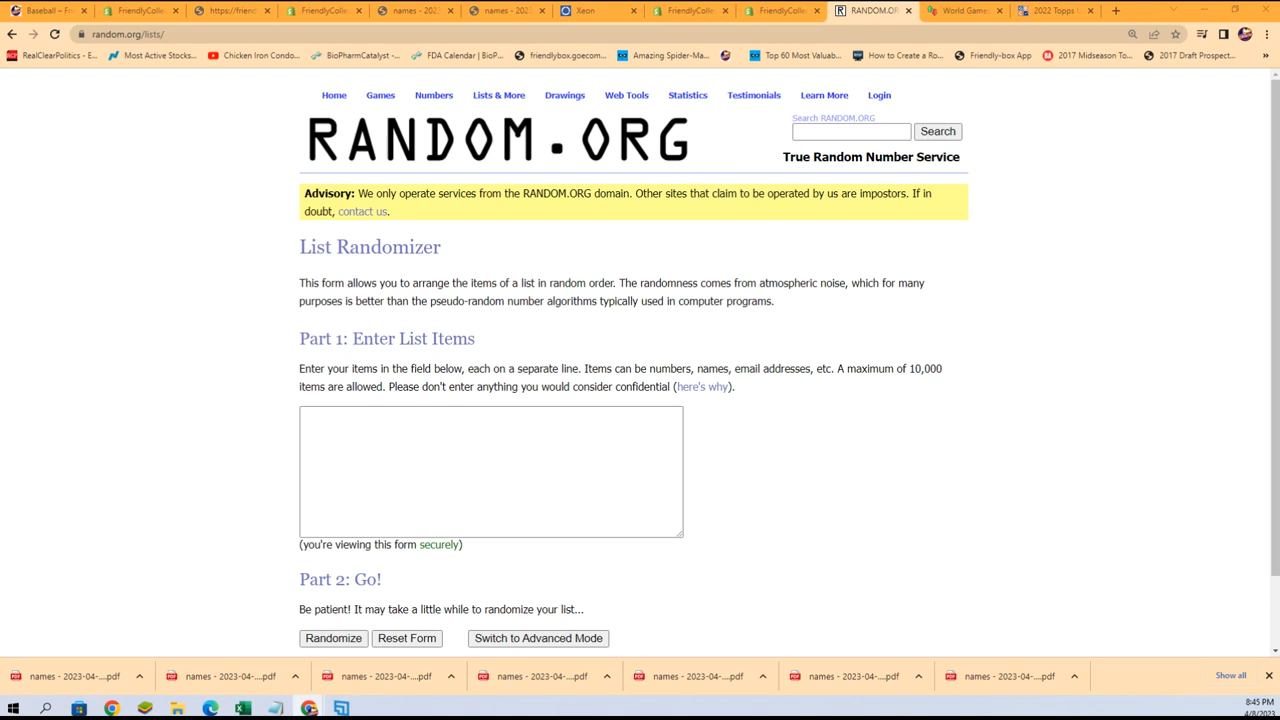 Baseball – Fr
FriendlyColle
https://friend
FriendlyColle
names - 2023
names - 2023
Xeon
FriendlyColle
FriendlyColle
RANDOM.OR
World Game
2022 Topps U
random.org/lists/
RealClearPolitics - E...
Most Active Stocks...
Chicken Iron Condo...
BioPharmCatalyst -...
FDA Calendar | BioP...
friendlybox.goecom...
Amazing Spider-Ma...
Top 60 Most Valuab...
How to Create a Ro...
Friendly-box App
2017 Midseason To...
2017 Draft Prospect...
»
Home Games Numbers Lists & More Drawings Web Tools Statistics Testimonials Learn More Login
RANDOM.ORG
Search RANDOM.ORG
Search
True Random Number Service
Advisory: We only operate services from the RANDOM.ORG domain. Other sites that claim to be operated by us are impostors. If in
doubt, contact us.
List Randomizer
This form allows you to arrange the items of a list in random order. The randomness comes from atmospheric noise, which for many
purposes is better than the pseudo-random number algorithms typically used in computer programs.
Part 1: Enter List Items
Enter your items in the field below, each on a separate line. Items can be numbers, names, email addresses, etc. A maximum of 10,000
items are allowed. Please don't enter anything you would consider confidential (here's why).
(you're viewing this form securely)
Part 2: Go!
Be patient! It may take a little while to randomize your list...
Randomize Reset Form Switch to Advanced Mode
names - 2023-04-....pdf
names - 2023-04-....pdf
names - 2023-04-....pdf
names - 2023-04-....pdf
names - 2023-04-....pdf
names - 2023-04-....pdf
names - 2023-04-....pdf
Show all
8:45 PM
4/8/2023